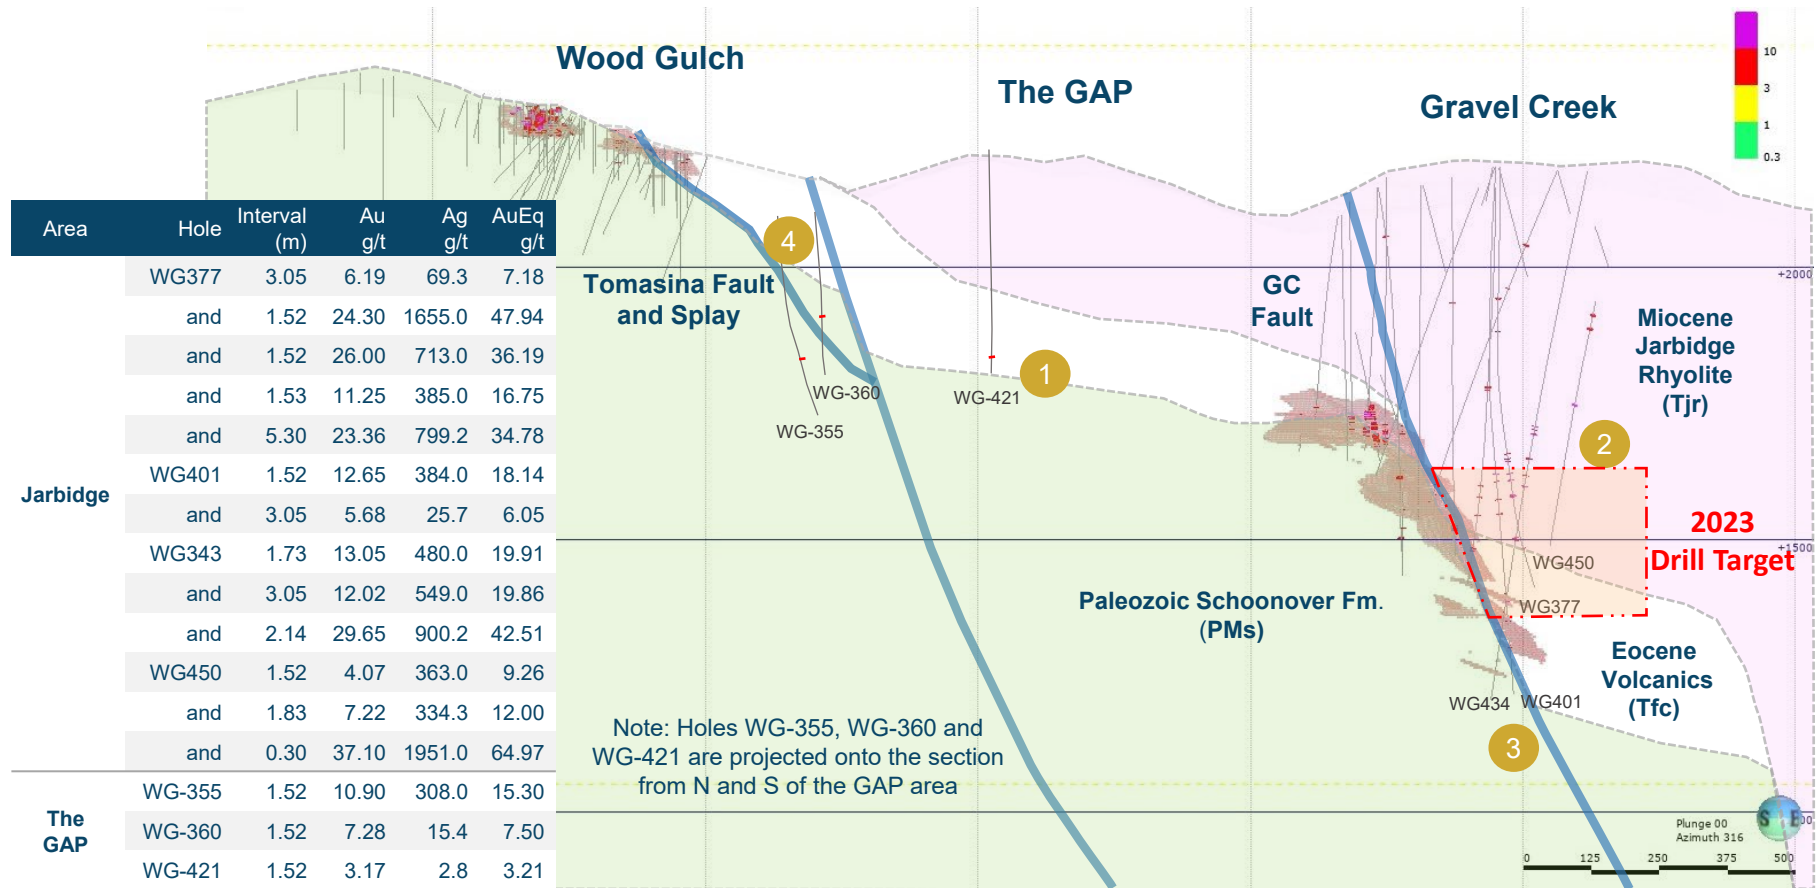 Wood Gulch
The GAP
Gravel Creek
10
3
1
0.3
Area Hole Interval (m) Au g/t Ag g/t AuEq g/t
Jarbidge
WG377 3.05 6.19 69.3 7.18
and 1.52 24.30 1655.0 47.94
and 1.52 26.00 713.0 36.19
and 1.53 11.25 385.0 16.75
and 5.30 23.36 799.2 34.78
WG401 1.52 12.65 384.0 18.14
and 3.05 5.68 25.7 6.05
WG343 1.73 13.05 480.0 19.91
and 3.05 12.02 549.0 19.86
and 2.14 29.65 900.2 42.51
WG450 1.52 4.07 363.0 9.26
and 1.83 7.22 334.3 12.00
and 0.30 37.10 1951.0 64.97
The
GAP
WG-355 1.52 10.90 308.0 15.30
WG-360 1.52 7.28 15.4 7.50
WG-421 1.52 3.17 2.8 3.21
4
Tomasina Fault
and Splay
WG-360
WG-355
WG-421
1
GC
Fault
+2000
Miocene
Jarbidge
Rhyolite
(Tjr)
2
2023
Drill Target
+1500
WG450
WG377
Paleozoic Schoonover Fm.
(PMs)
Eocene
Volcanics
(Tfc)
WG434
WG401
3
Note: Holes WG-355, WG-360 and
WG-421 are projected onto the section
from N and S of the GAP area
Plunge 00
Azimuth 316
S E
0 125 250 375 500